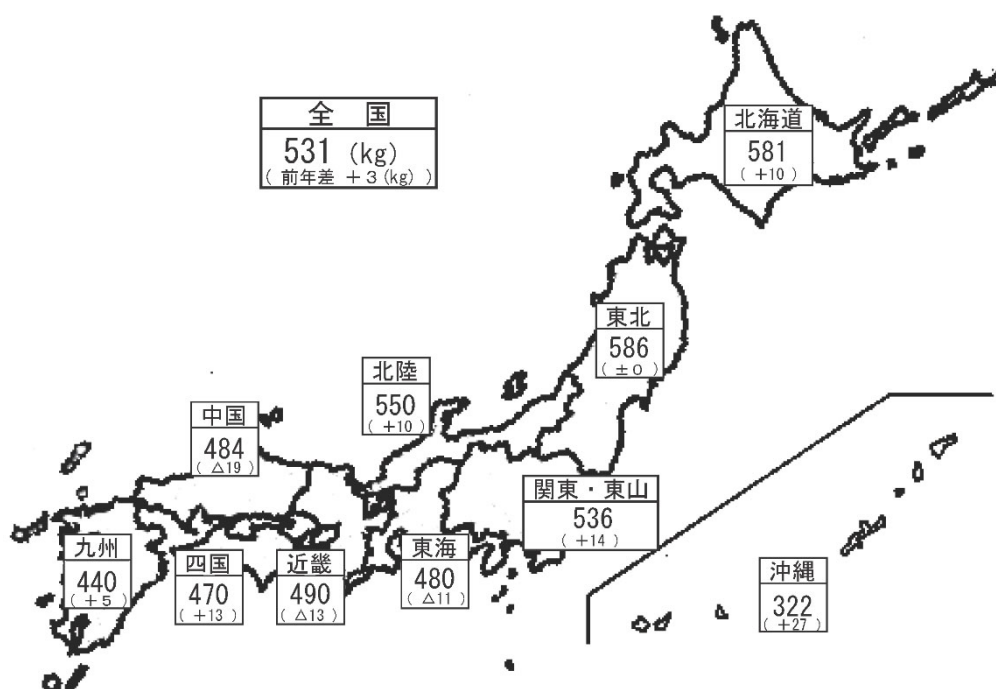 全　国
531 (kg)
( 前年差 +3(kg) )
北海道
581
( +10 )
東北
586
( ±0 )
北陸
550
( +10 )
中国
484
( △19 )
関東・東山
536
( +14 )
九州
440
( +5 )
四国
470
( +13 )
近畿
490
( △13 )
東海
480
( △11 )
沖縄
322
( +27 )